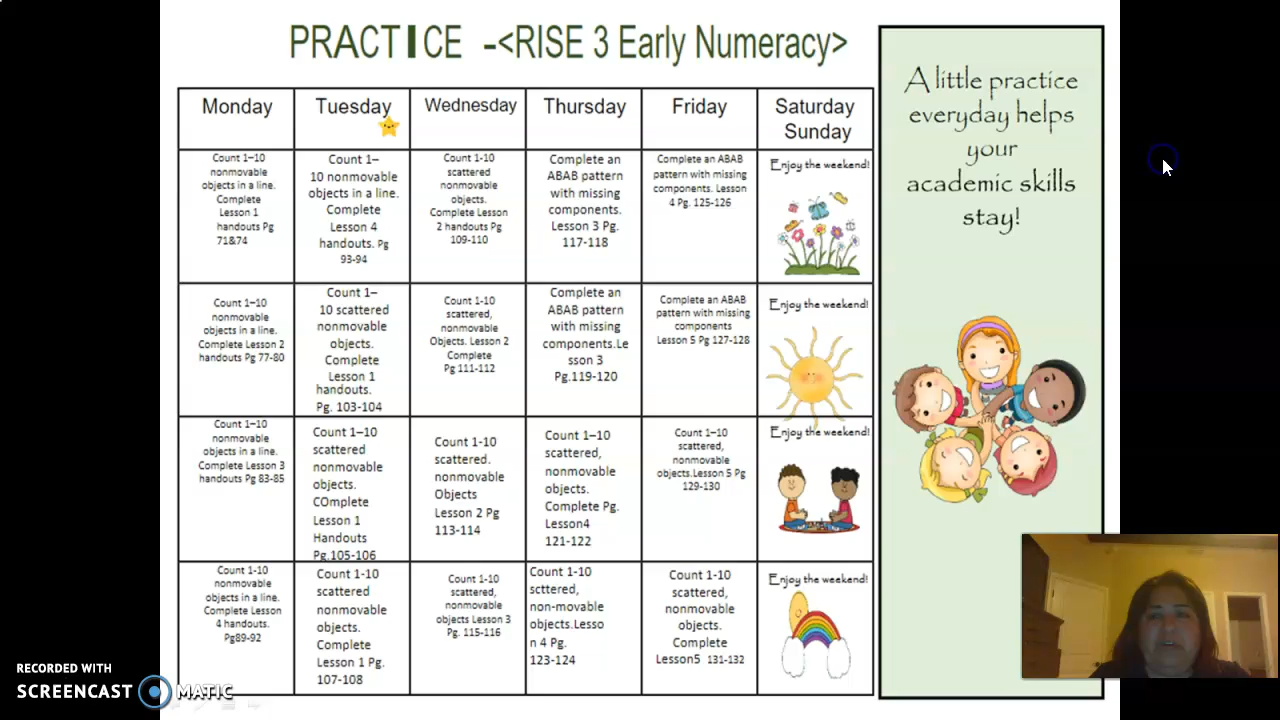 PRACTICE -<RISE 3 Early Numeracy>
Monday
Tuesday
Wednesday
Thursday
Friday
Saturday
Sunday
Count 1–10
nonmovable
objects in a line.
Complete
Lesson 1
handouts Pg
71&74
Count 1–
10 nonmovable
objects in a line.
Complete
Lesson 4
handouts. Pg
93-94
Count 1-10
scattered
nonmovable
objects.
Complete Lesson
2 handouts Pg
109-110
Complete an
ABAB pattern
with missing
components.
Lesson 3 Pg.
117-118
Complete an ABAB
pattern with missing
components. Lesson
4 Pg. 125-126
Enjoy the weekend!
Count 1–10
nonmovable
objects in a line.
Complete Lesson 2
handouts Pg 77-80
Count 1–
10 scattered
nonmovable
objects.
Complete
Lesson 1
handouts.
Pg. 103-104
Count 1-10
scattered,
nonmovable
Objects. Lesson 2
Complete
Pg 111-112
Complete an
ABAB pattern
with missing
components.Le
sson 3
Pg.119-120
Complete an ABAB
pattern with missing
components
Lesson 5 Pg 127-128
Enjoy the weekend!
Count 1–10
nonmovable
objects in a line.
Complete Lesson 3
handouts Pg 83-85
Count 1–10
scattered
nonmovable
objects.
COmplete
Lesson 1
Handouts
Pg.105-106
Count 1-10
scattered.
nonmovable
Objects
Lesson 2 Pg
113-114
Count 1–10
scattered,
nonmovable
objects.
Complete Pg.
Lesson4
121-122
Count 1–10
scattered,
nonmovable
objects.Lesson 5 Pg
129-130
Enjoy the weekend!
Count 1-10
nonmovable
objects in a line.
Complete Lesson
4 handouts.
Pg89-92
Count 1-10
scattered
nonmovable
objects.
Complete
Lesson 1 Pg.
107-108
Count 1-10
scattered,
nonmovable
objects Lesson 3
Pg. 115-116
Count 1-10
scttered,
non-movable
objects.Lesso
n 4 Pg.
123-124
Count 1-10
scattered,
nonmovable
objects.
Complete
Lesson5 131-132
Enjoy the weekend!
A little practice
everyday helps
your
academic skills
stay!
RECORDED WITH
SCREENCAST MATIC